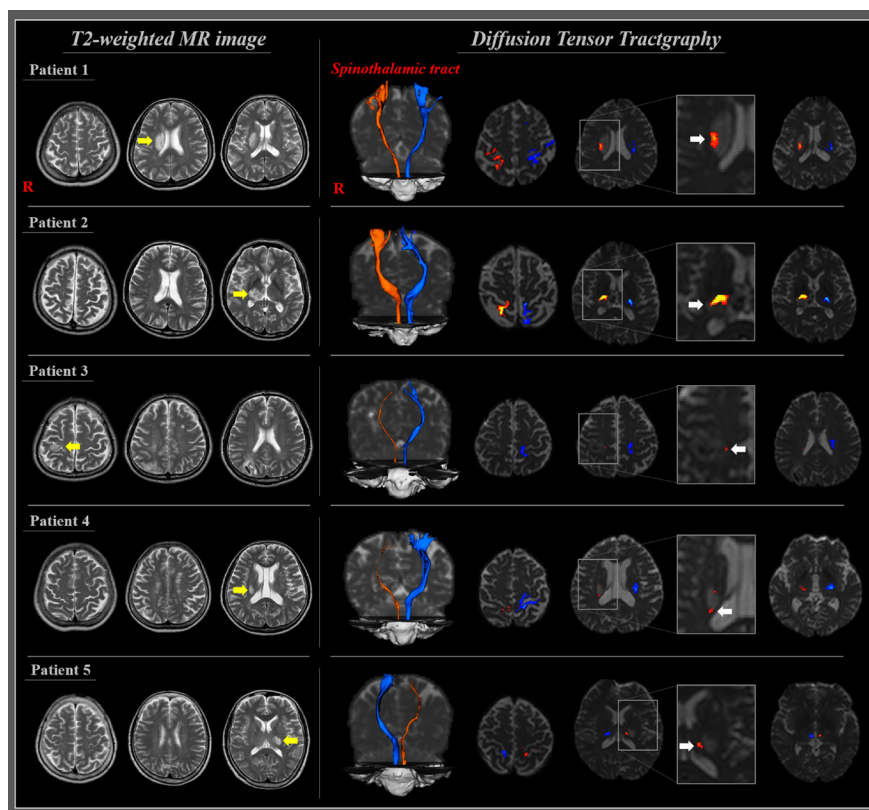 T2-weighted MR image
Diffusion Tensor Tractgraphy
Patient 1
Spinothalamic tract
R
R
Patient 2
Patient 3
Patient 4
Patient 5